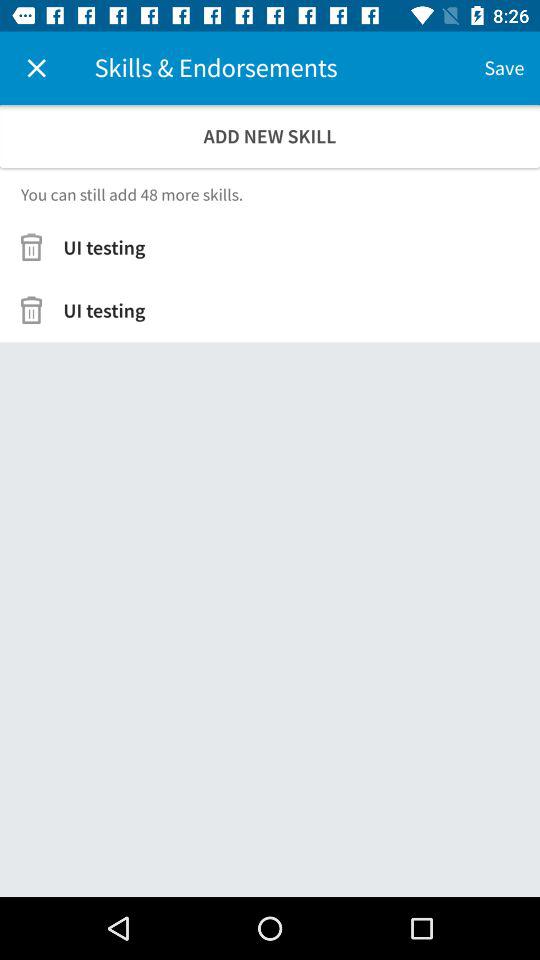 8:26
Skills & Endorsements
Save
ADD NEW SKILL
You can still add 48 more skills.
UI testing
UI testing